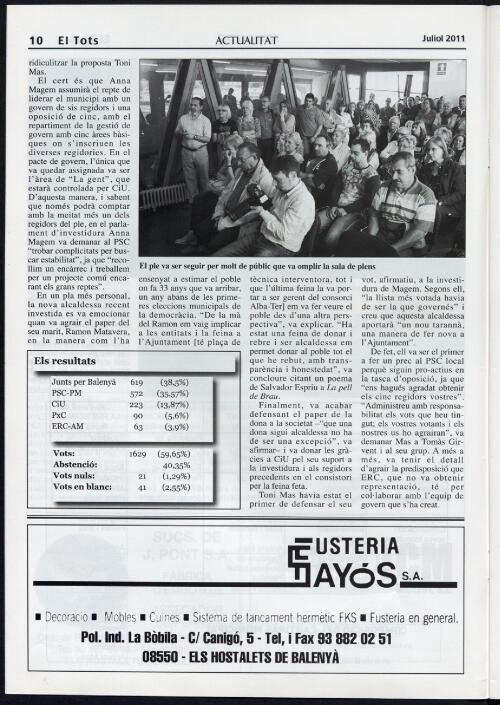 10 El Tots
ACTUALITAT
Juliol 2011
ridiculitzar la proposta Toni
Mas.
El cert és que Anna
Magem assumirà el repte de
liderar el municipi amb un
govern de sis regidors i una
oposició de cinc, amb el
repartiment de la gestió de
govern amb cinc àrees bàsi-
ques on s'inscriuen les
diverses regidories. En el
pacte de govern, l'única que
va quedar assignada va ser
l'àrea de "La gent", que
estarà controlada per CiU.
D'aquesta manera, i sabent
que només podrà comptar
amb la meitat més un dels
regidors del ple, en el parla-
ment d'investidura Anna
Magem va demanar al PSC
"trobar complicitats per bus-
car estabilitat", ja que "reco-
llim un encàrrec i treballem
per un projecte comú enca-
rant els grans reptes".
En un pla més personal,
la nova alcaldessa recent
investida es va emocionar
quan va agrair el paper del
seu marit, Ramon Matavera,
en la manera com l'ha
El ple va ser seguir per molt de públic que va omplir la sala de plens
ensenyat a estimar el poble
on fa 33 anys que va arribar,
un any abans de les prime-
res eleccions municipals de
la democràcia. "De la mà
del Ramon em vaig implicar
a les entitats i la feina a
l'Ajuntament [té plaça de
tècnica interventora, tot i
que l'última feina la va por-
tar a ser gerent del consorci
Alba-Ter] em va fer veure el
poble des d'una altra pers-
pectiva", va explicar. "Ha
estat una feina de donar i
rebre i ser alcaldessa em
permet donar al poble tot el
que he rebut, amb trans-
parència i honestedat", va
concloure citant un poema
de Salvador Espriu a La pell
de Brau.
Finalment, va acabar
defensant el paper de la
dona a la societat –"que una
dona sigui alcaldessa no ha
de ser una excepció", va
afirmar– i va donar les grà-
cies a CiU pel seu suport a
la investidura i als regidors
precedents en el consistori
per la feina feta.
Toni Mas havia estat el
primer de defensar el seu
vot, afirmatiu, a la investi-
dura de Magem. Segons ell,
"la llista més votada havia
de ser la que governés" i
creu que aquesta alcaldessa
aportarà "un nou tarannà,
una manera de fer nova a
l'Ajuntament".
De fet, ell va ser el primer
a fer un prec al PSC local
perquè siguin pro-actius en
la tasca d'oposició, ja que
"ens hagués agradat obtenir
els cinc regidors vostres".
"Administreu amb responsa-
bilitat els vots que heu tin-
gut; els vostres votants i els
nostres us ho agrairan", va
demanar Mas a Tomàs Gir-
vent i al seu grup. A més a
més, va tenir el detall
d'agrair la predisposició que
ERC, que no va obtenir
representació, té per
col·laborar amb l'equip de
govern que s'ha creat.
Els resultats
Junts per Balenyà 619 (38,5%)
PSC-PM 572 (35,57%)
CiU 223 (13,87%)
PxC 90 (5,6%)
ERC-AM 63 (3,9%)
Vots: 1629 (59,65%)
Abstenció: 40,35%
Vots nuls: 21 (1,29%)
Vots en blanc: 41 (2,55%)
FUSTERIA
SAYÓS S.A.
■ Decoració ■ Mobles ■ Cuines ■ Sistema de tancament hermètic FKS ■ Fusteria en general.
Pol. Ind. La Bòbila - C/ Canigó, 5 - Tel, i Fax 93 882 02 51
08550 - ELS HOSTALETS DE BALENYÀ